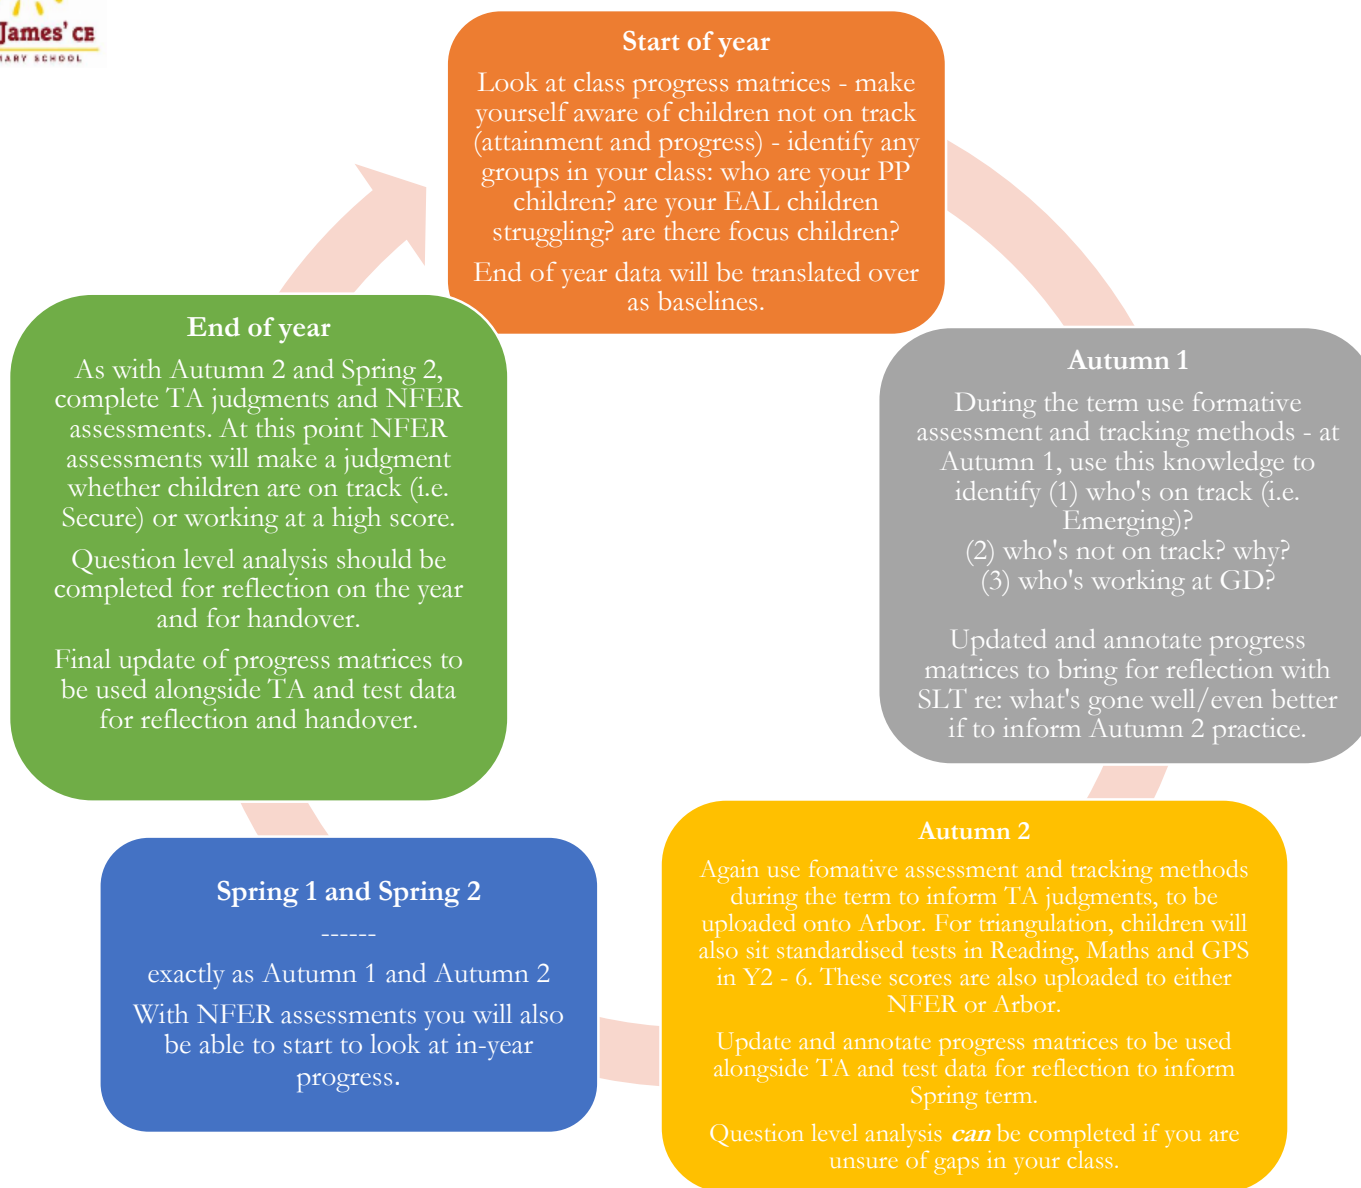 James' CE
MARY SCHOOL
Start of year
Look at class progress matrices - make
yourself aware of children not on track
(attainment and progress) - identify any
groups in your class: who are your PP
children? are your EAL children
struggling? are there focus children?
End of year data will be translated over
as baselines.
Autumn 1
During the term use formative
assessment and tracking methods - at
Autumn 1, use this knowledge to
identify (1) who's on track (i.e.
Emerging)?
(2) who's not on track? why?
(3) who's working at GD?
Updated and annotate progress
matrices to bring for reflection with
SLT re: what's gone well/even better
if to inform Autumn 2 practice.
Autumn 2
Again use fomative assessment and tracking methods
during the term to inform TA judgments, to be
uploaded onto Arbor. For triangulation, children will
also sit standardised tests in Reading, Maths and GPS
in Y2 - 6. These scores are also uploaded to either
NFER or Arbor.
Update and annotate progress matrices to be used
alongside TA and test data for reflection to inform
Spring term.
Question level analysis can be completed if you are
unsure of gaps in your class.
Spring 1 and Spring 2
------
exactly as Autumn 1 and Autumn 2
With NFER assessments you will also
be able to start to look at in-year
progress.
End of year
As with Autumn 2 and Spring 2,
complete TA judgments and NFER
assessments. At this point NFER
assessments will make a judgment
whether children are on track (i.e.
Secure) or working at a high score.
Question level analysis should be
completed for reflection on the year
and for handover.
Final update of progress matrices to
be used alongside TA and test data
for reflection and handover.